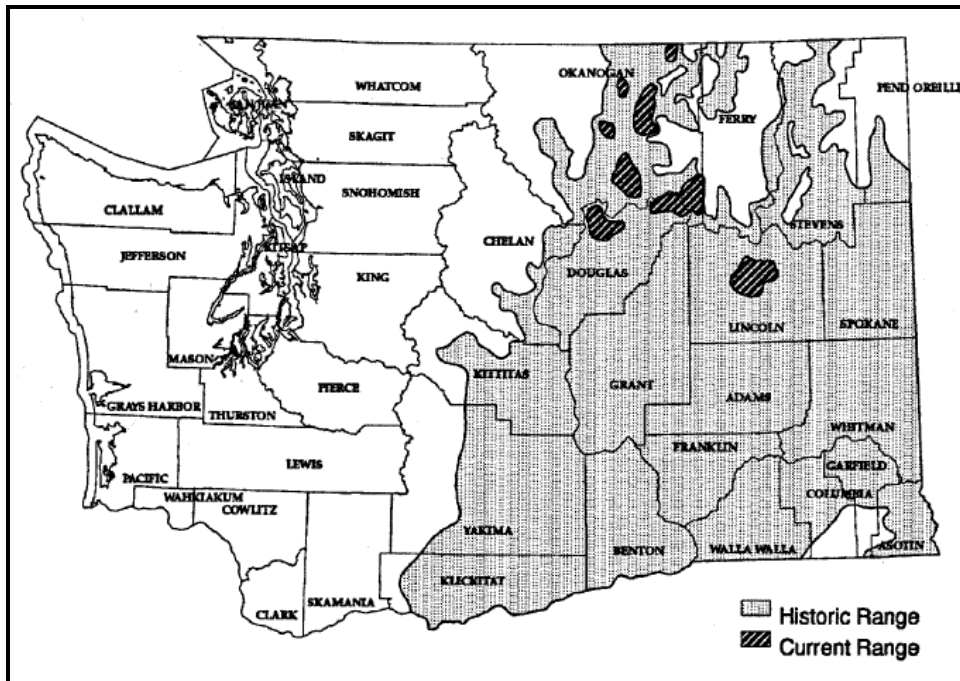 WHATCOM
OKANOGAN
PEND OREILLE
SAN JUAN
SKAGIT
FERRY
ISLAND
SNOHOMISH
CLALLAM
STEVENS
CHELAN
KITSAP
JEFFERSON
KING
DOUGLAS
LINCOLN
SPOKANE
MASON
KITTITAS
PIERCE
GRANT
ADAMS
GRAYS HARBOR
THURSTON
WHITMAN
FRANKLIN
LEWIS
GARFIELD
PACIFIC
COLUMBIA
WAHKIAKUM
COWLITZ
YAKIMA
BENTON
WALLA WALLA
ASOTIN
KLICKITAT
SKAMANIA
CLARK
Historic Range
Current Range